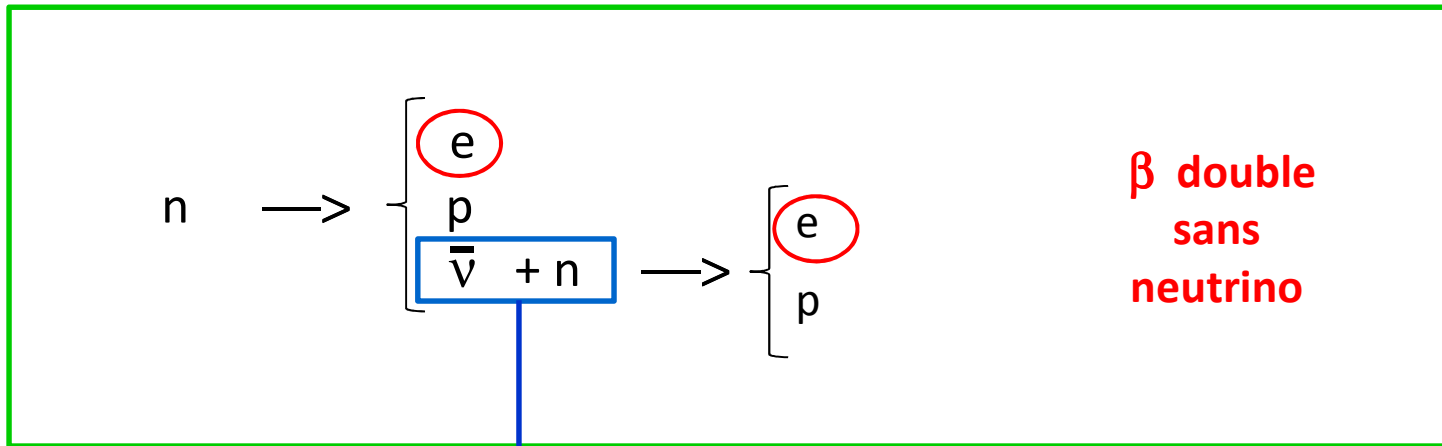 e
n —> p
ν̄ + n —> e
p
β double
sans
neutrino